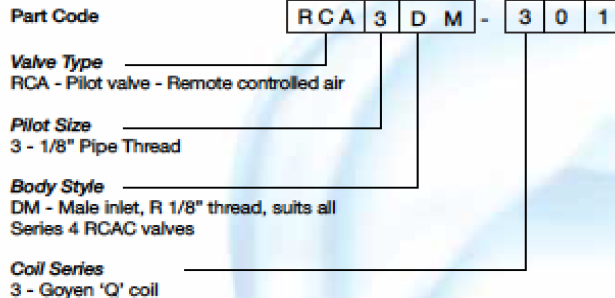 Part Code RCA 3 D M - 3 0 1
Valve Type
RCA - Pilot valve - Remote controlled air
Pilot Size
3 - 1/8" Pipe Thread
Body Style
DM - Male inlet, R 1/8" thread, suits all
Series 4 RCAC valves
Coil Series
3 - Goyen 'Q' coil